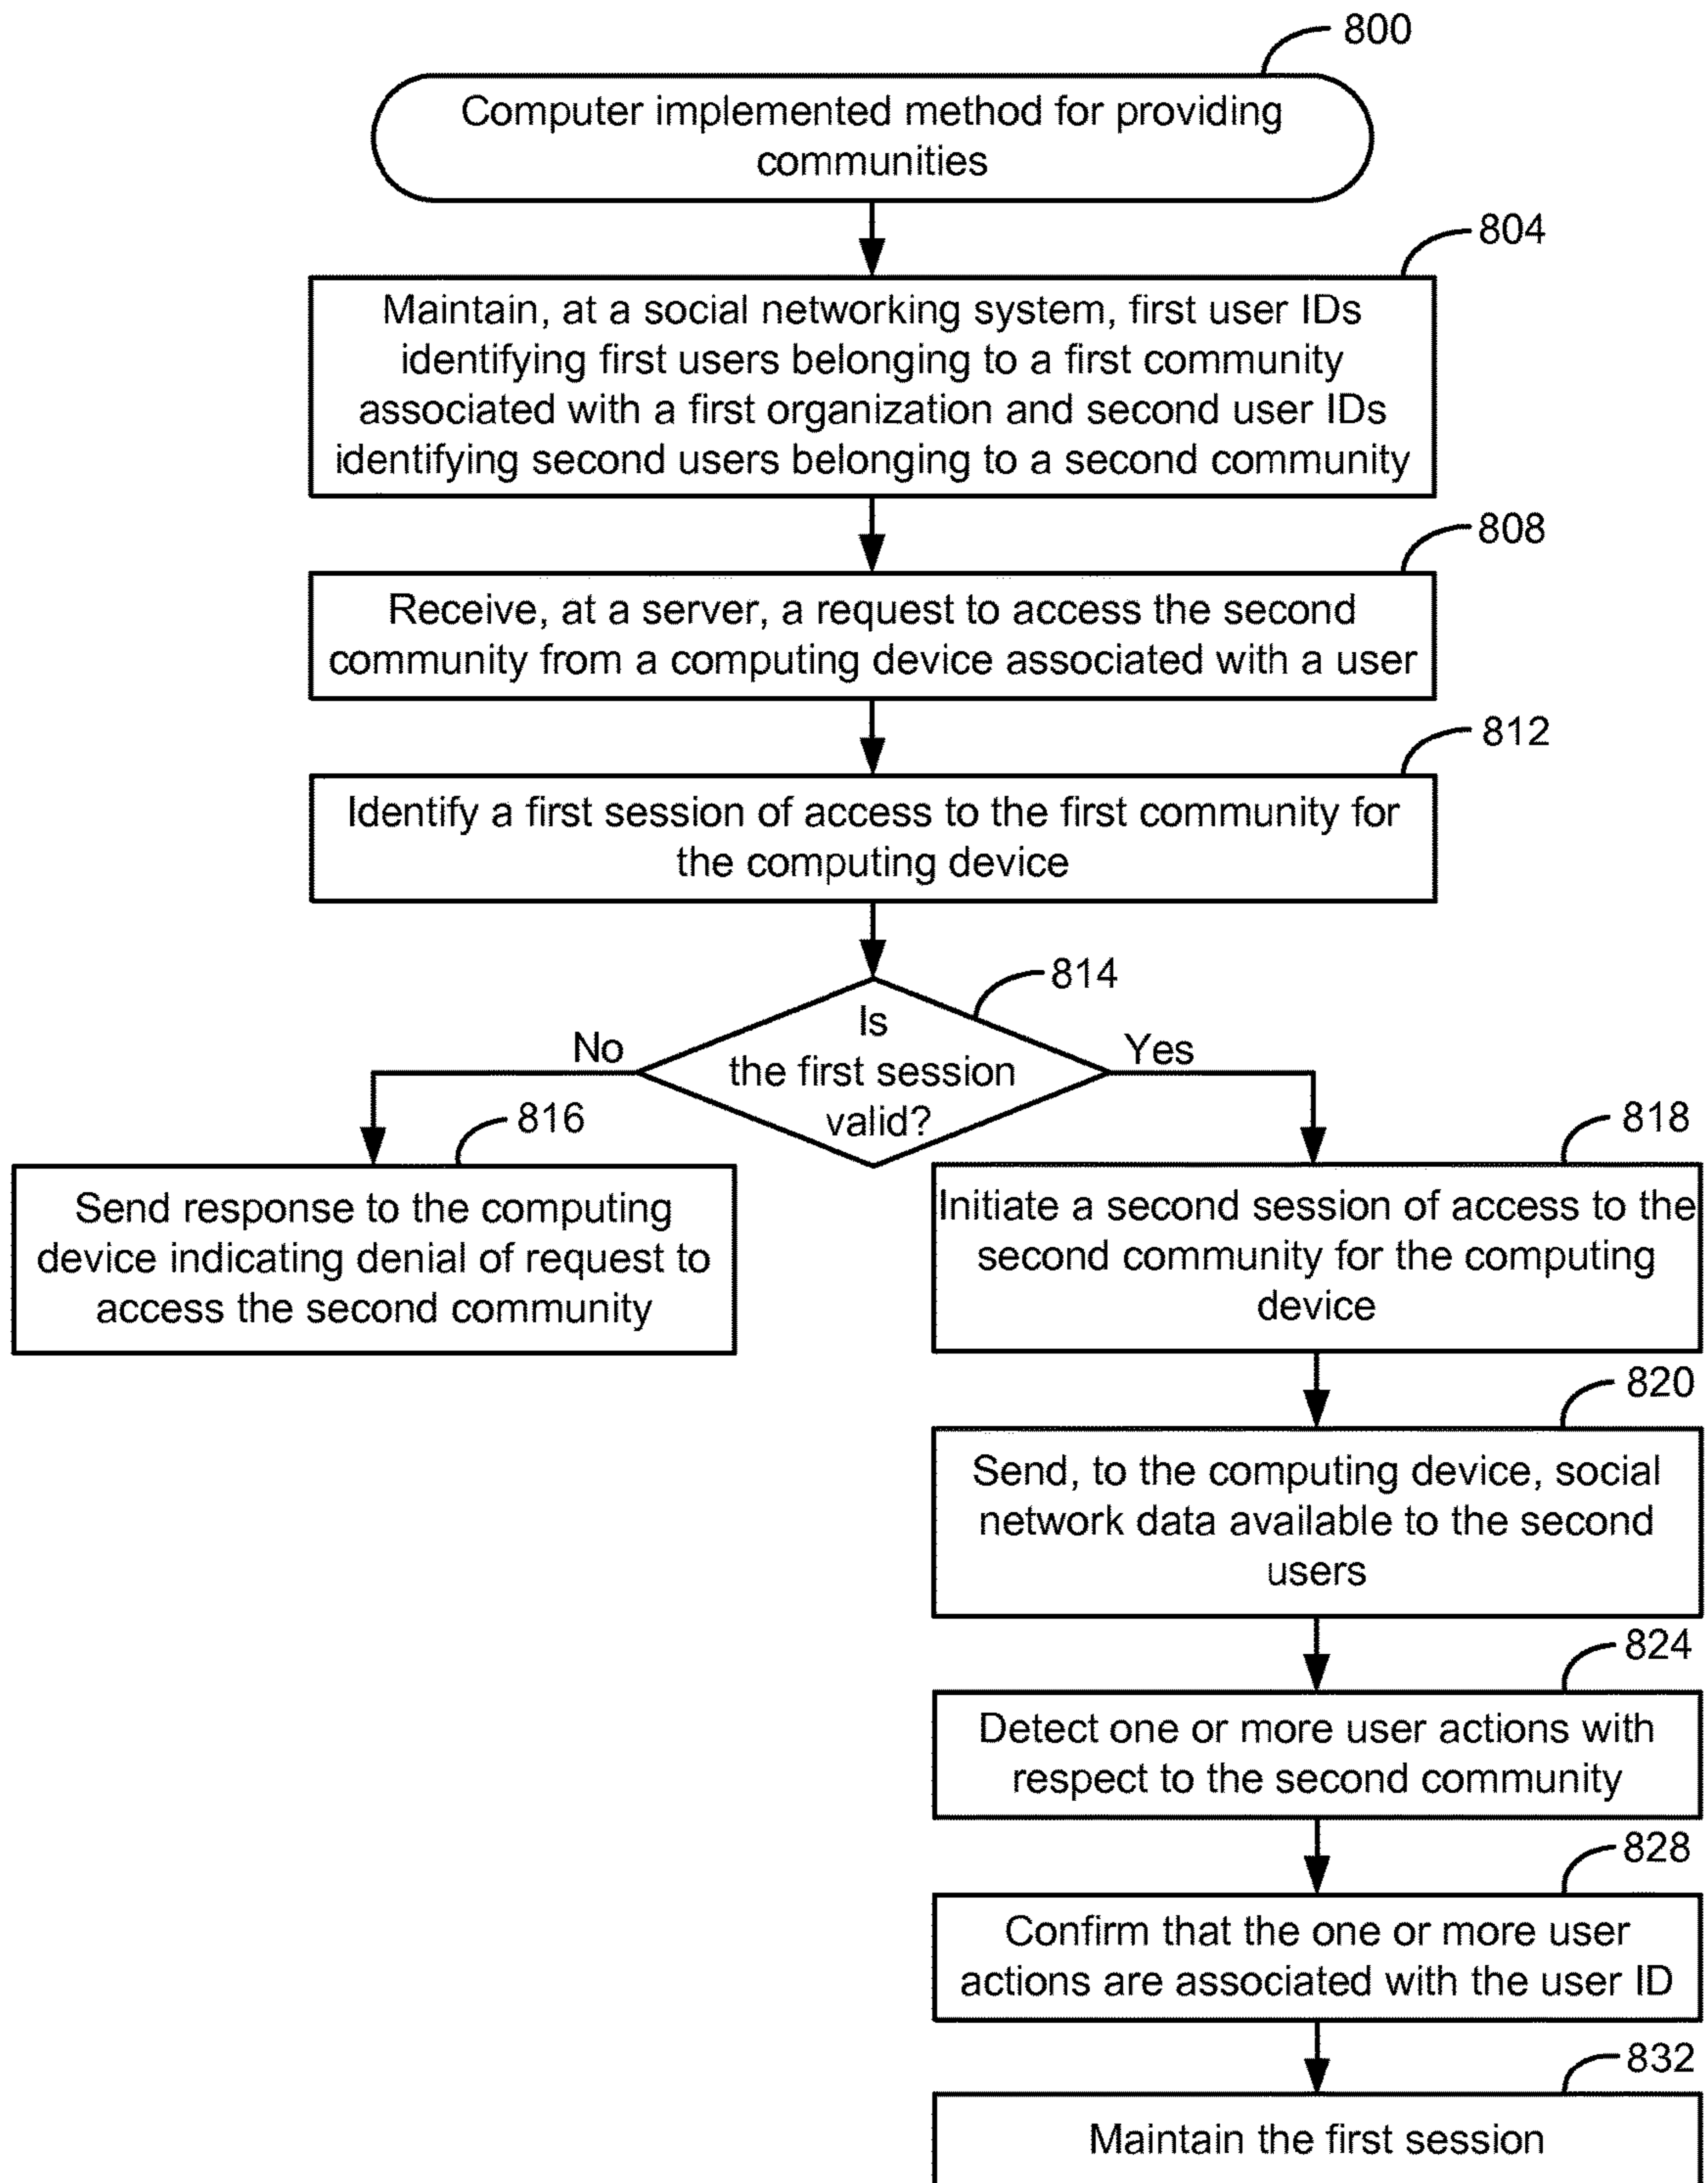 800
Computer implemented method for providing
communities
804
Maintain, at a social networking system, first user IDs
identifying first users belonging to a first community
associated with a first organization and second user IDs
identifying second users belonging to a second community
808
Receive, at a server, a request to access the second
community from a computing device associated with a user
812
Identify a first session of access to the first community for
the computing device
814
Is
the first session
valid?
No
Yes
816
Send response to the computing
device indicating denial of request to
access the second community
818
Initiate a second session of access to the
second community for the computing
device
820
Send, to the computing device, social
network data available to the second
users
824
Detect one or more user actions with
respect to the second community
828
Confirm that the one or more user
actions are associated with the user ID
832
Maintain the first session